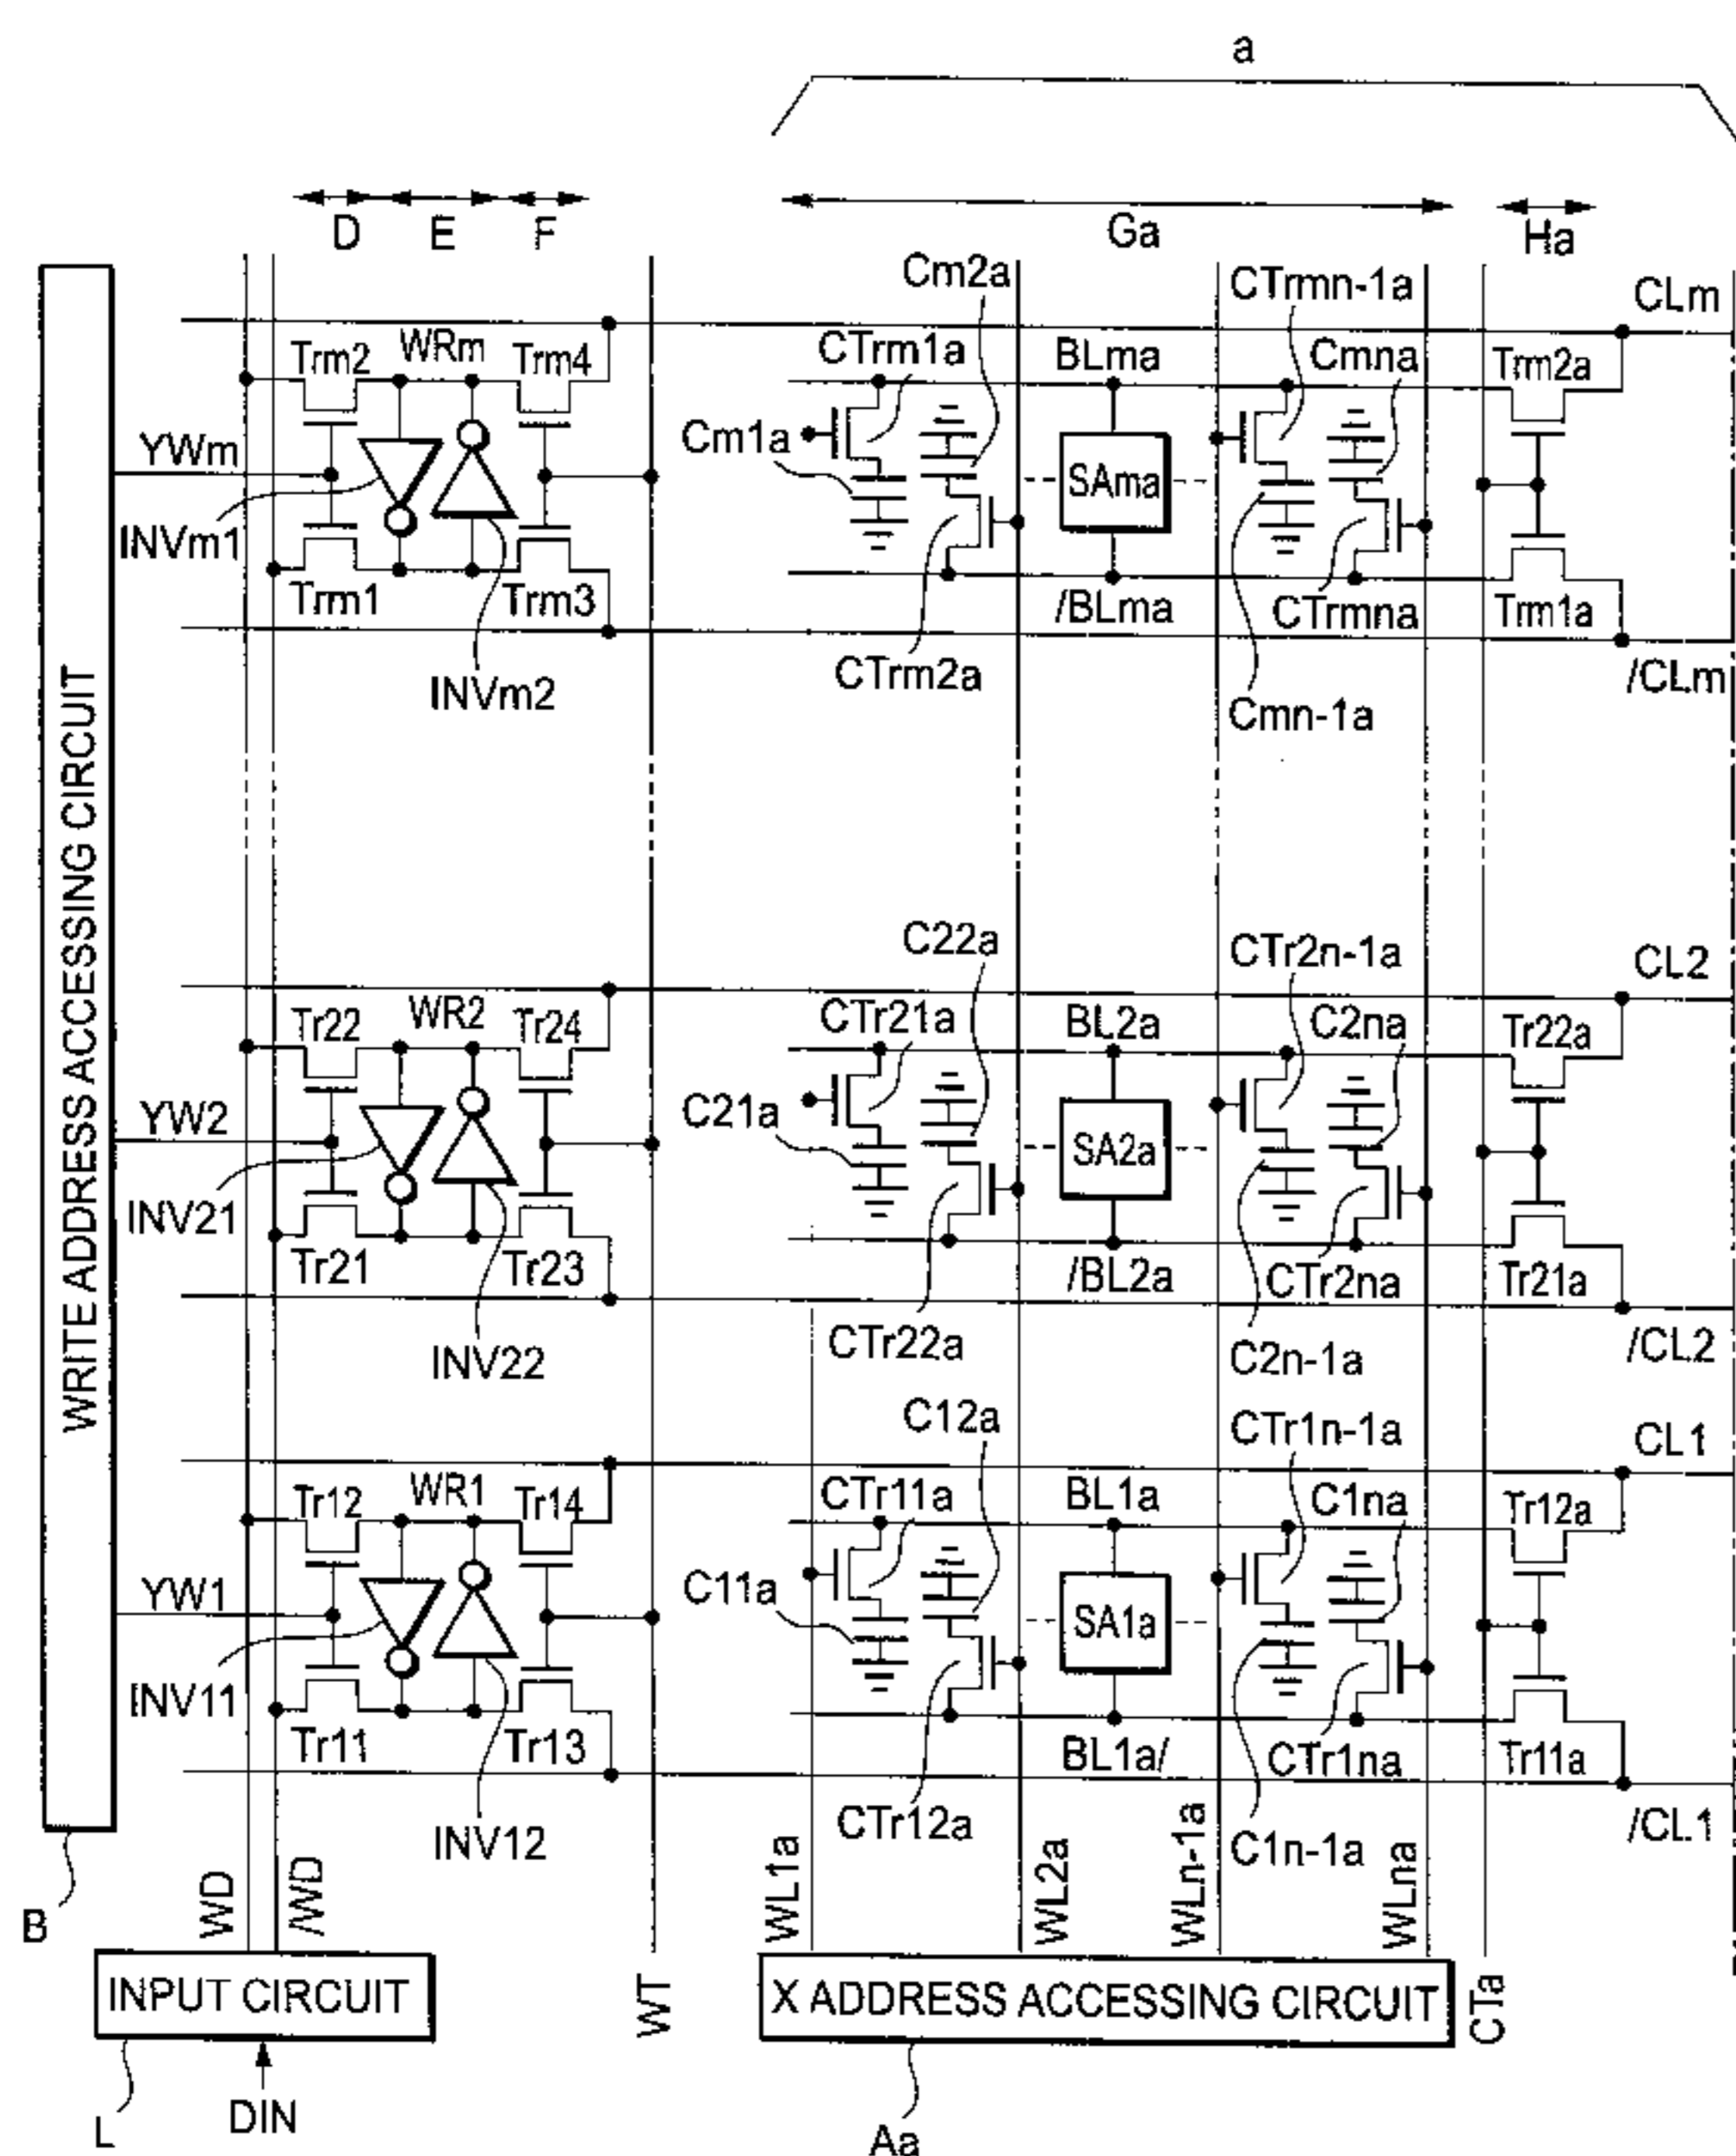 a
D
E
F
Ga
Ha
Cm2a
CTrmn-1a
CLm
Trm2
WRm
Trm4
CTrm1a
BLma
Cmna
Trm2a
YWm
Cm1a
SAma
INVm1
Trm1
Trm3
/BLma
CTrmna
Trm1a
CTrm2a
INVm2
Cmn-1a
/CLm
WRITE ADDRESS ACCESSING CIRCUIT
C22a
CTr2n-1a
CL2
Tr22
WR2
Tr24
CTr21a
BL2a
C2na
Tr22a
YW2
C21a
SA2a
INV21
Tr21
Tr23
/BL2a
CTr2na
Tr21a
CTr22a
INV22
C2n-1a
/CL2
C12a
CTr1n-1a
CL1
Tr12
WR1
Tr14
CTr11a
BL1a
C1na
Tr12a
YW1
C11a
SA1a
INV11
Tr11
Tr13
BL1a/
CTr1na
Tr11a
CTr12a
INV12
C1n-1a
/CL1
B
WD
/WD
WT
WL1a
WL2a
WLn-1a
WLna
CTa
INPUT CIRCUIT
X ADDRESS ACCESSING CIRCUIT
L
DIN
Aa